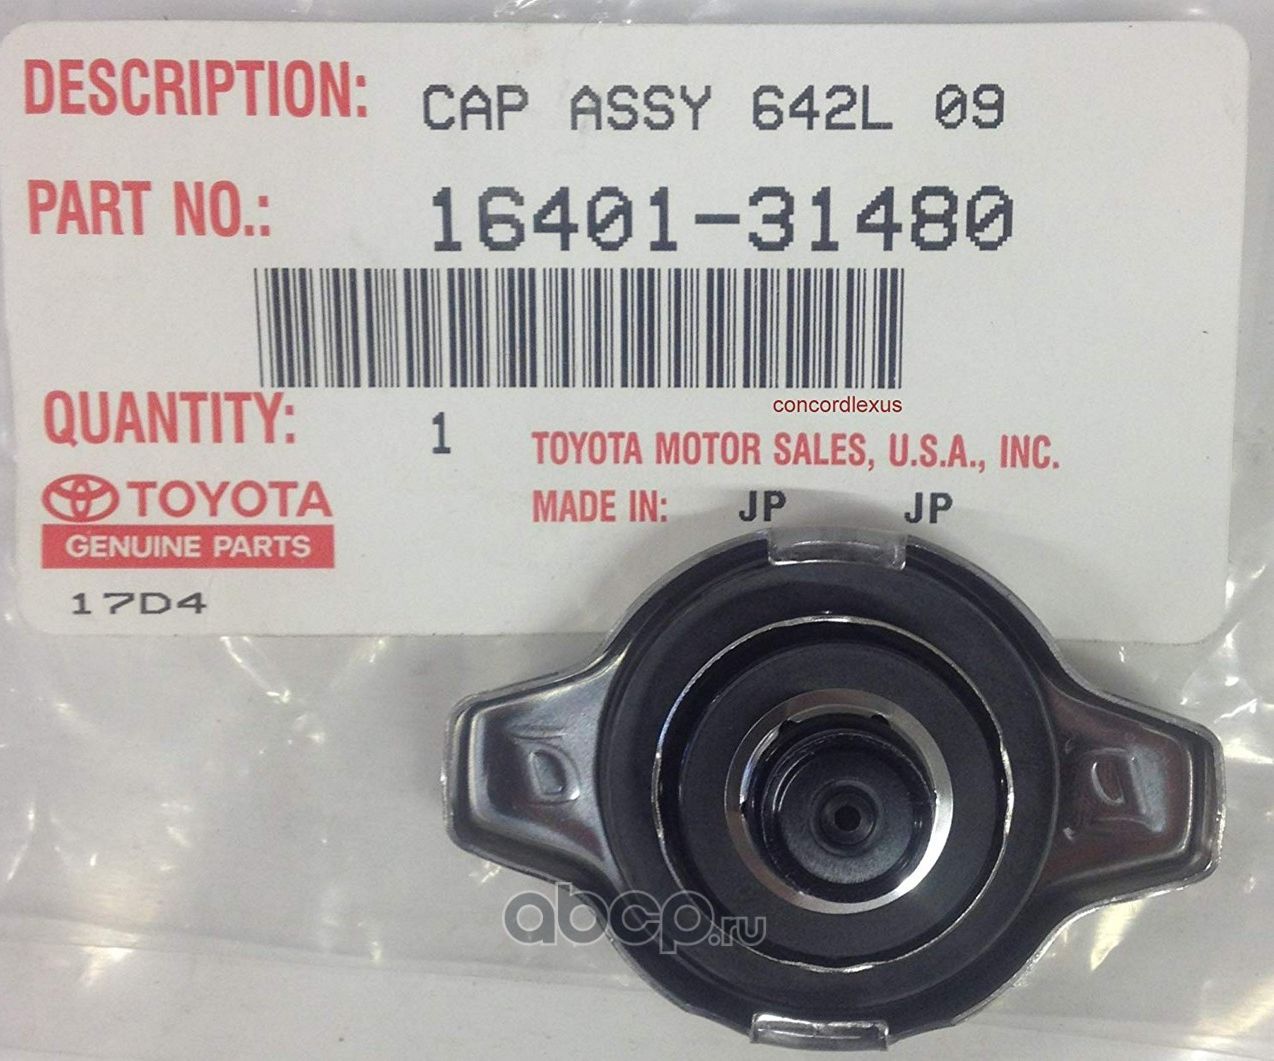 DESCRIPTION: CAP ASSY 642L 09
PART NO.: 16401-31480
concordlexus
QUANTITY: 1
TOYOTA MOTOR SALES, U.S.A., INC.
TOYOTA
MADE IN: JP JP
GENUINE PARTS
17D4
abcp.ru